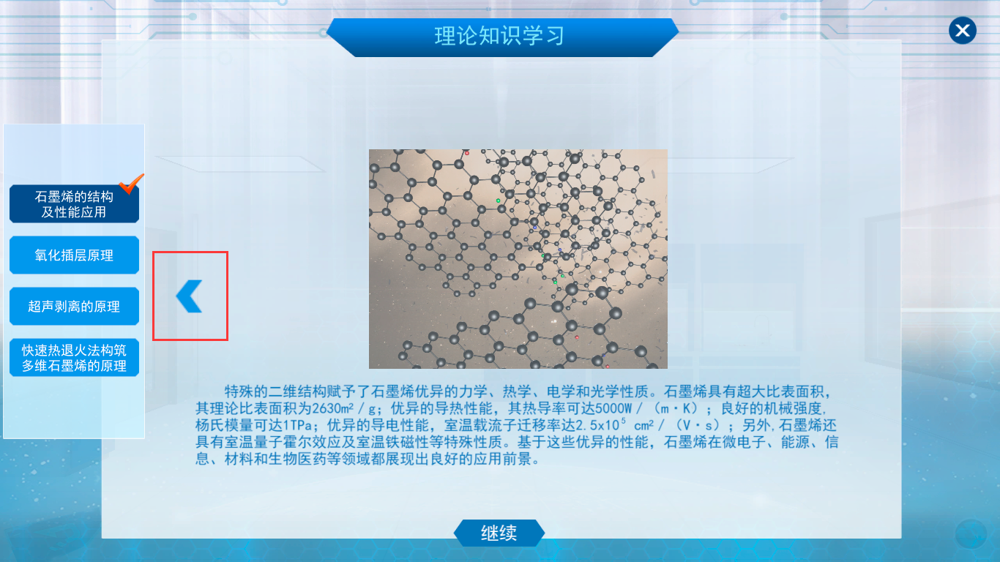 理论知识学习
石墨烯的结构
及性能应用
氧化插层原理
超声剥离的原理
快速热退火法构筑
多维石墨烯的原理
特殊的二维结构赋予了石墨烯优异的力学、热学、电学和光学性质。石墨烯具有超大比表面积，
其理论比表面积为2630m²／g；优异的导热性能，其热导率可达5000W／（m·K）；良好的机械强度，
杨氏模量可达1TPa；优异的导电性能，室温载流子迁移率达2.5x10⁵ cm²／（V·s）；另外,石墨烯还
具有室温量子霍尔效应及室温铁磁性等特殊性质。基于这些优异的性能，石墨烯在微电子、能源、信
息、材料和生物医药等领域都展现出良好的应用前景。
继续